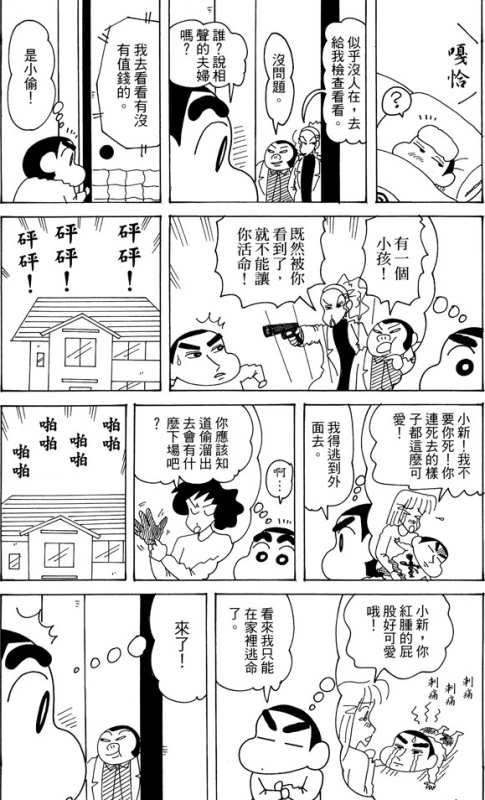 嘎恰
?
似乎沒人在，去
給我檢查看看。
沒問題。
誰？說相
聲的夫婦
嗎？
我去看看有沒
有值錢的。
是小偷！
有一個
小孩！
既然被你
看到了，
就不能讓
你活命！
砰！
砰！
砰！
砰！
砰！
砰！
小新！我不
要你死！你
連死去的樣
子都這麼可
愛！
我得逃到外
面去。
啊…
你應該知
道偷溜出
去會有什
麼下場吧
？
啪
啪
啪
啪
啪
啪
小新，你
紅腫的屁
股好可愛
哦！
刺痛
刺痛
刺痛
看來我只能
在家裡逃命
了。
來了！